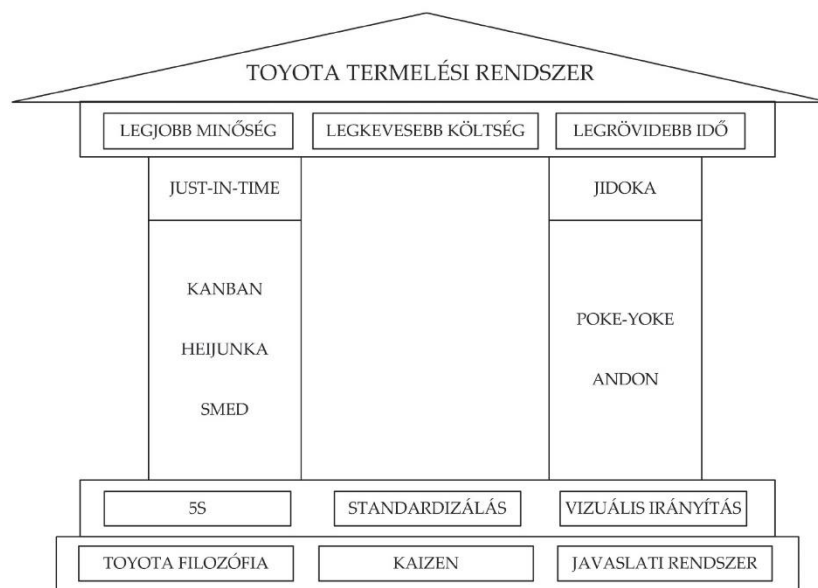 TOYOTA TERMELÉSI RENDSZER
LEGJOBB MINŐSÉG LEGKEVESEBB KÖLTSÉG LEGRÖVIDEBB IDŐ
JUST-IN-TIME JIDOKA
KANBAN
HEIJUNKA
SMED
POKE-YOKE
ANDON
5S STANDARDIZÁLÁS VIZUÁLIS IRÁNYÍTÁS
TOYOTA FILOZÓFIA KAIZEN JAVASLATI RENDSZER